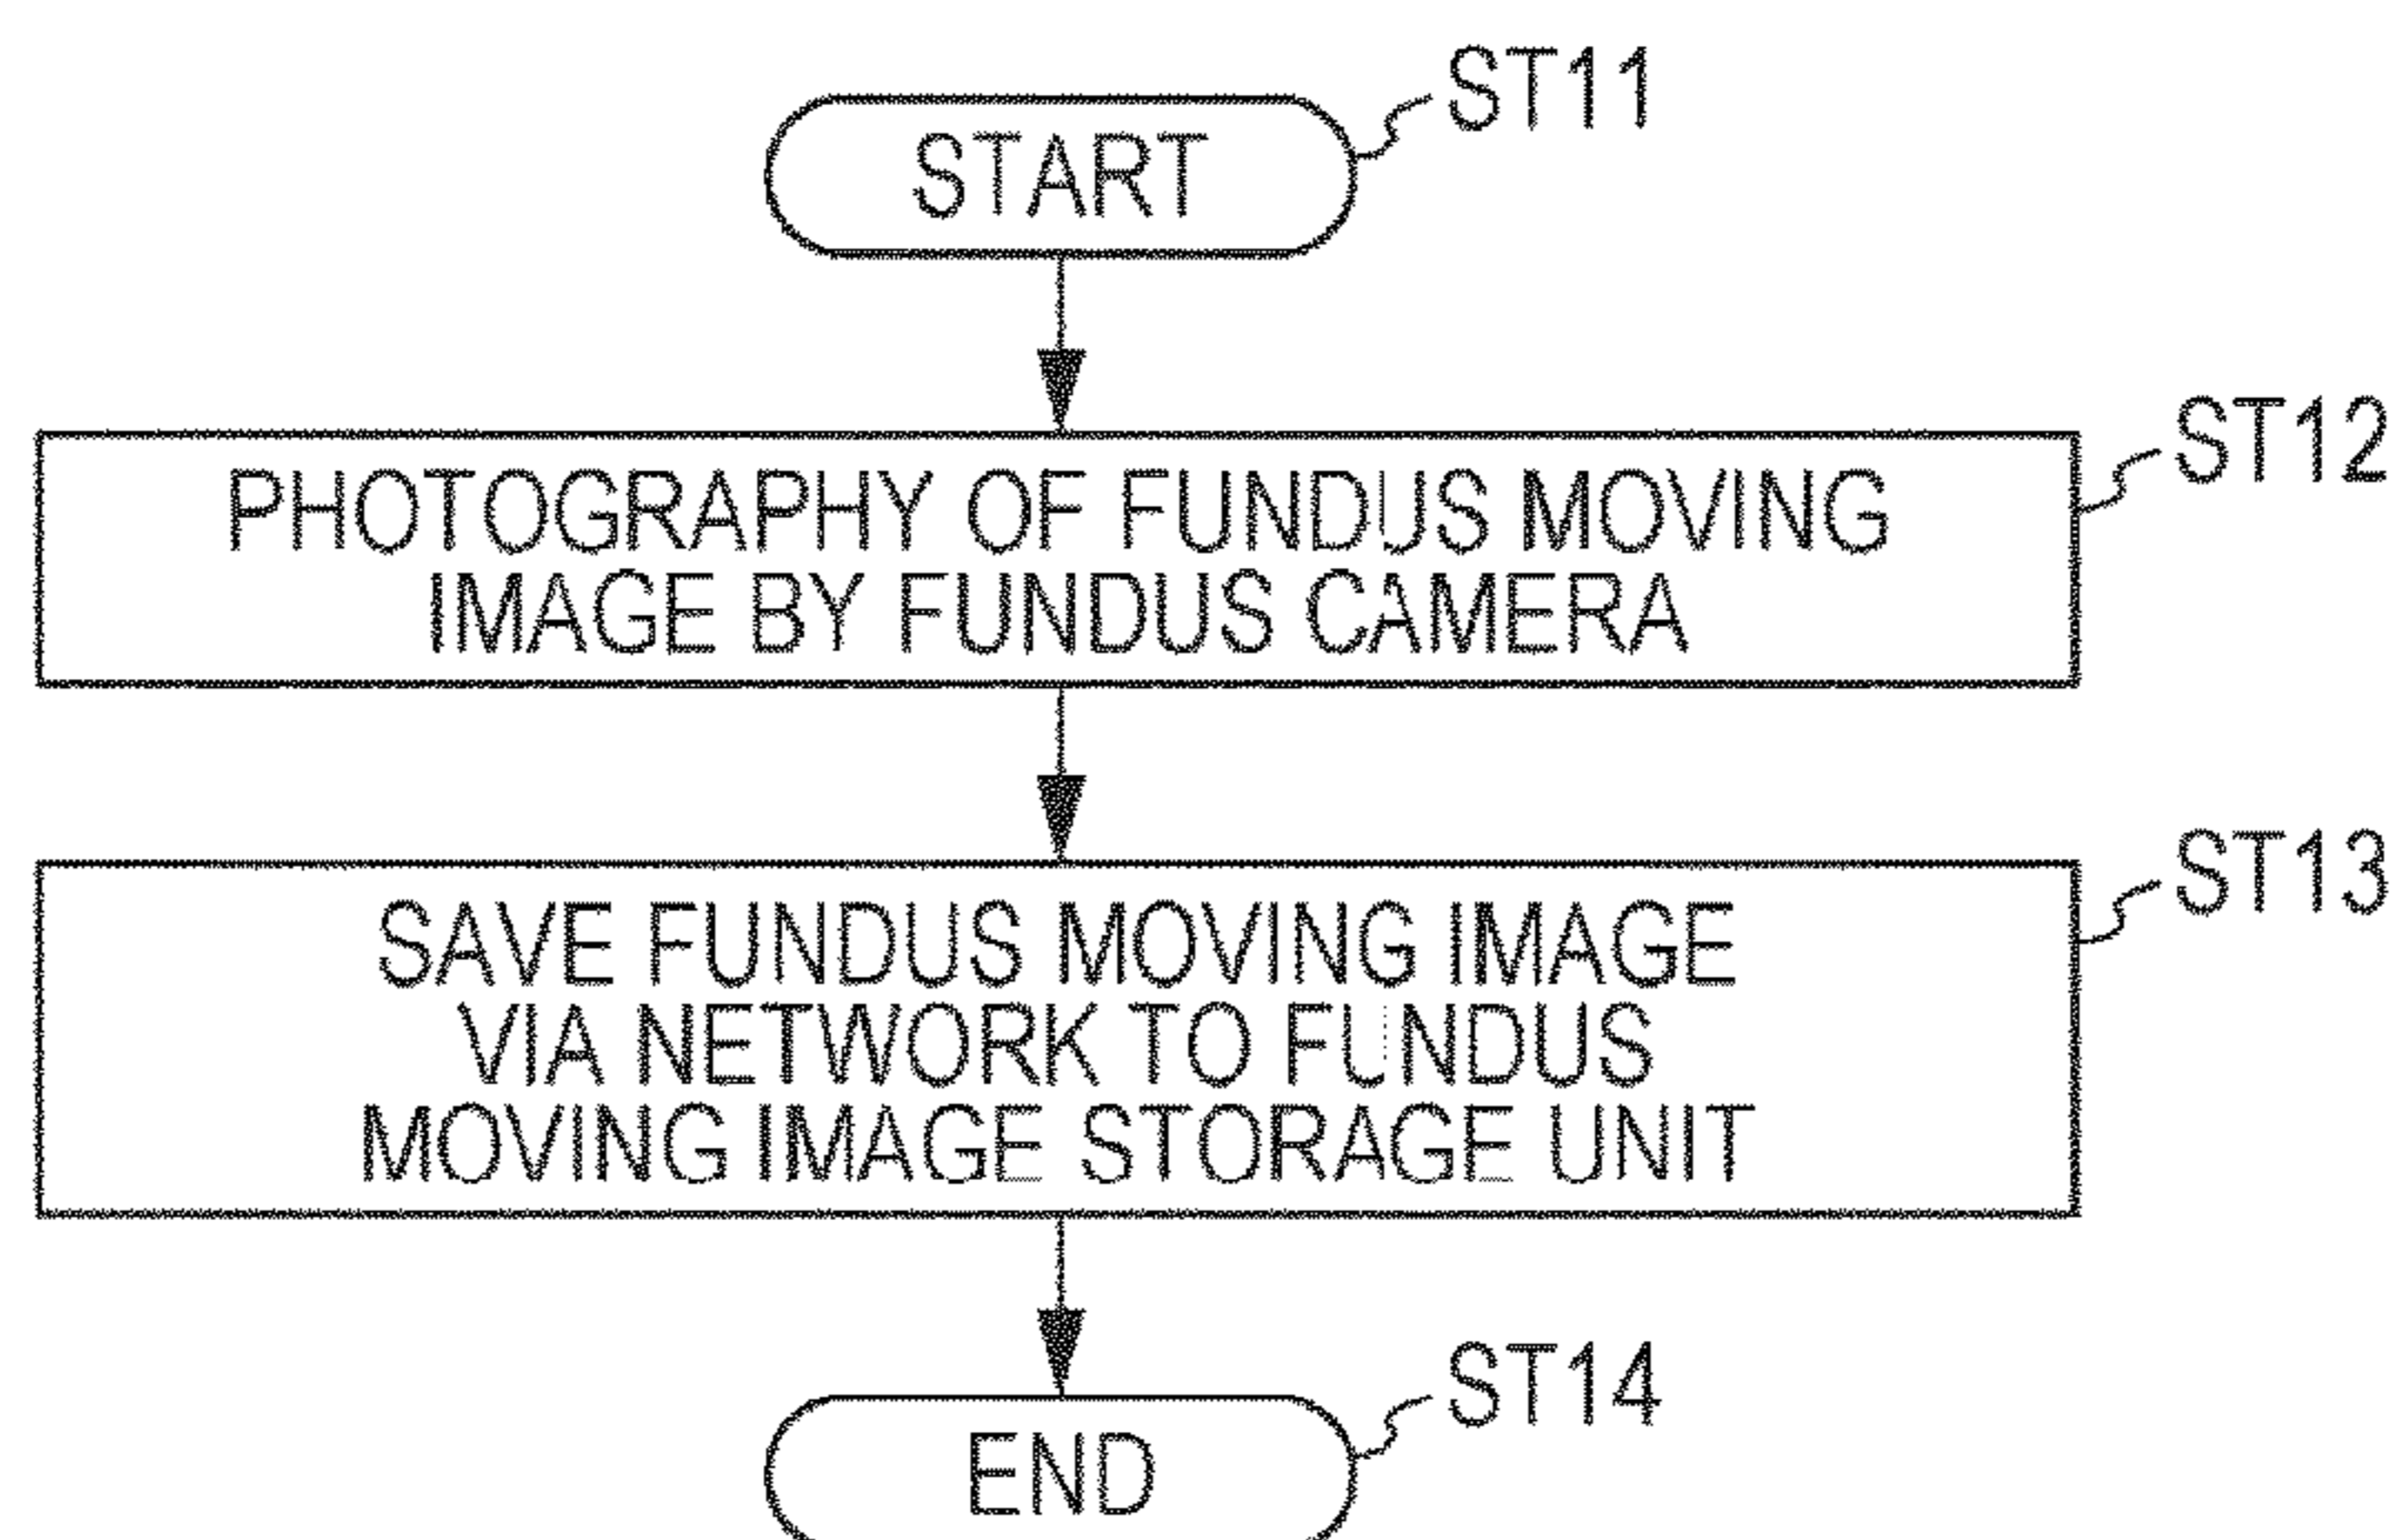 START
ST11
PHOTOGRAPHY OF FUNDUS MOVING
IMAGE BY FUNDUS CAMERA
ST12
SAVE FUNDUS MOVING IMAGE
VIA NETWORK TO FUNDUS
MOVING IMAGE STORAGE UNIT
ST13
END
ST14